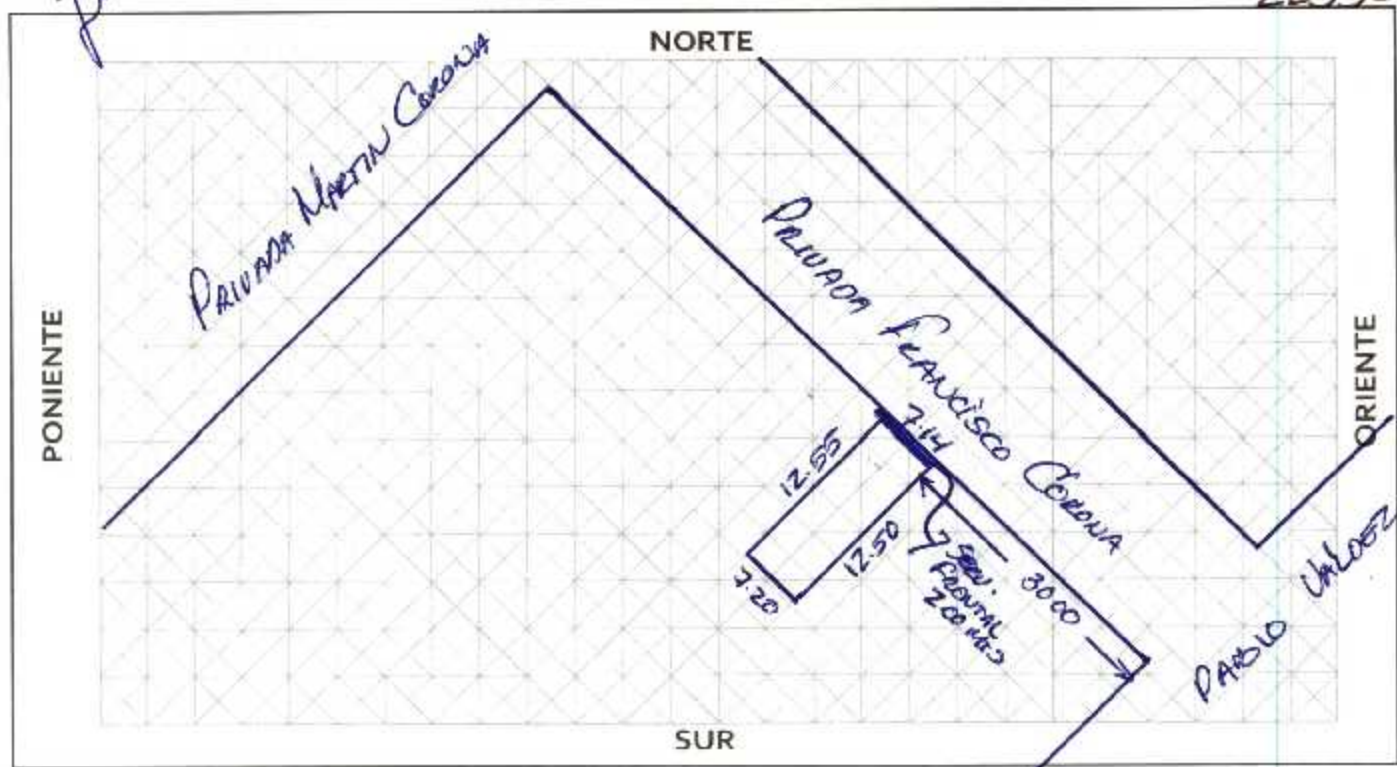 NORTE
PRIVADA MARTIN CORONA
PRIVADA FRANCISCO CORONA
PONIENTE
ORIENTE
7.14
12.55
12.50
7.20
SERV.
FRONTAL
2.00 MTS
30.00
PABLO VALDEZ
SUR